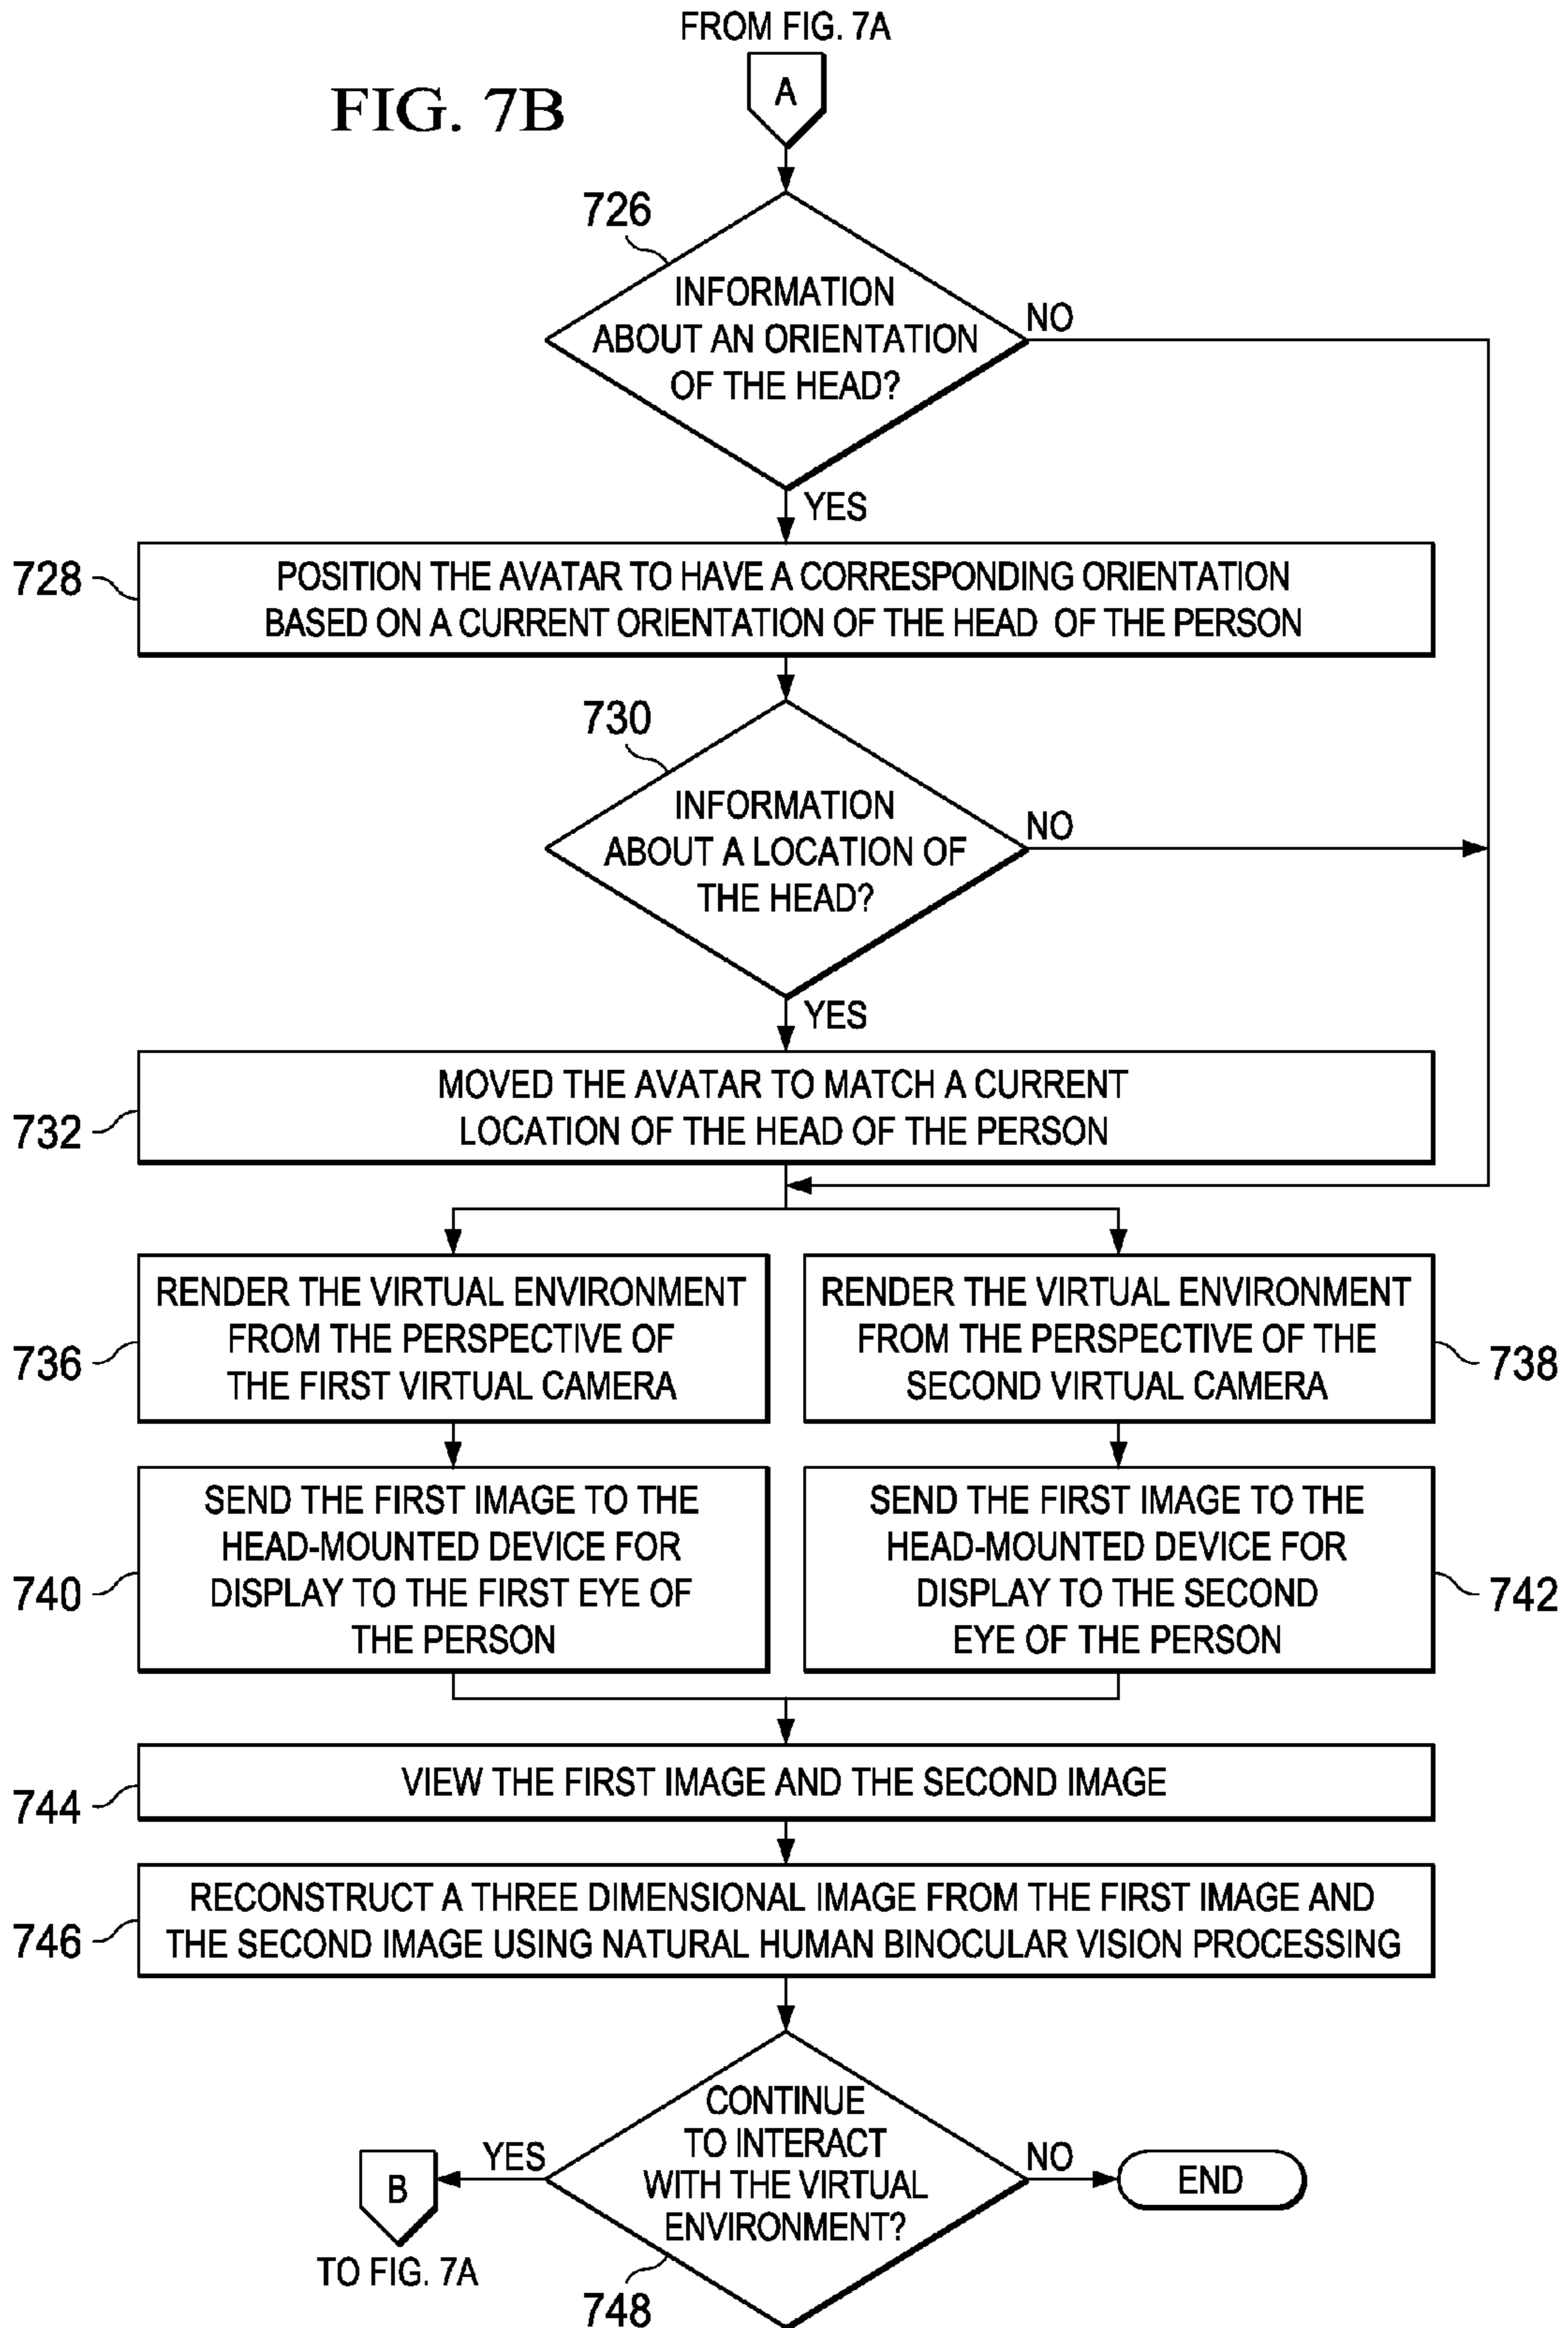 FROM FIG. 7A
A
FIG. 7B
726
INFORMATION
ABOUT AN ORIENTATION
OF THE HEAD?
NO
YES
728
POSITION THE AVATAR TO HAVE A CORRESPONDING ORIENTATION
BASED ON A CURRENT ORIENTATION OF THE HEAD OF THE PERSON
730
INFORMATION
ABOUT A LOCATION OF
THE HEAD?
NO
YES
732
MOVED THE AVATAR TO MATCH A CURRENT
LOCATION OF THE HEAD OF THE PERSON
736
RENDER THE VIRTUAL ENVIRONMENT
FROM THE PERSPECTIVE OF
THE FIRST VIRTUAL CAMERA
RENDER THE VIRTUAL ENVIRONMENT
FROM THE PERSPECTIVE OF THE
SECOND VIRTUAL CAMERA
738
740
SEND THE FIRST IMAGE TO THE
HEAD-MOUNTED DEVICE FOR
DISPLAY TO THE FIRST EYE OF
THE PERSON
SEND THE FIRST IMAGE TO THE
HEAD-MOUNTED DEVICE FOR
DISPLAY TO THE SECOND
EYE OF THE PERSON
742
744
VIEW THE FIRST IMAGE AND THE SECOND IMAGE
746
RECONSTRUCT A THREE DIMENSIONAL IMAGE FROM THE FIRST IMAGE AND
THE SECOND IMAGE USING NATURAL HUMAN BINOCULAR VISION PROCESSING
CONTINUE
TO INTERACT
WITH THE VIRTUAL
ENVIRONMENT?
YES
B
TO FIG. 7A
NO
END
748